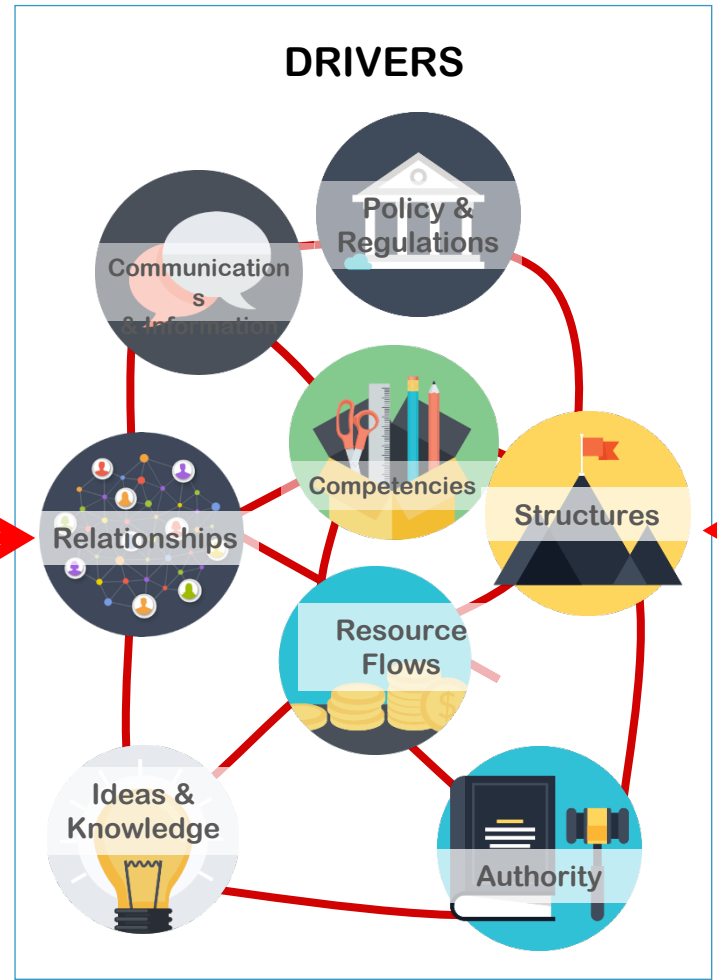 DRIVERS
Policy &
Regulations
Communication
s
& Information
Competencies
Structures
Relationships
Resource
Flows
Ideas &
Knowledge
Authority
$